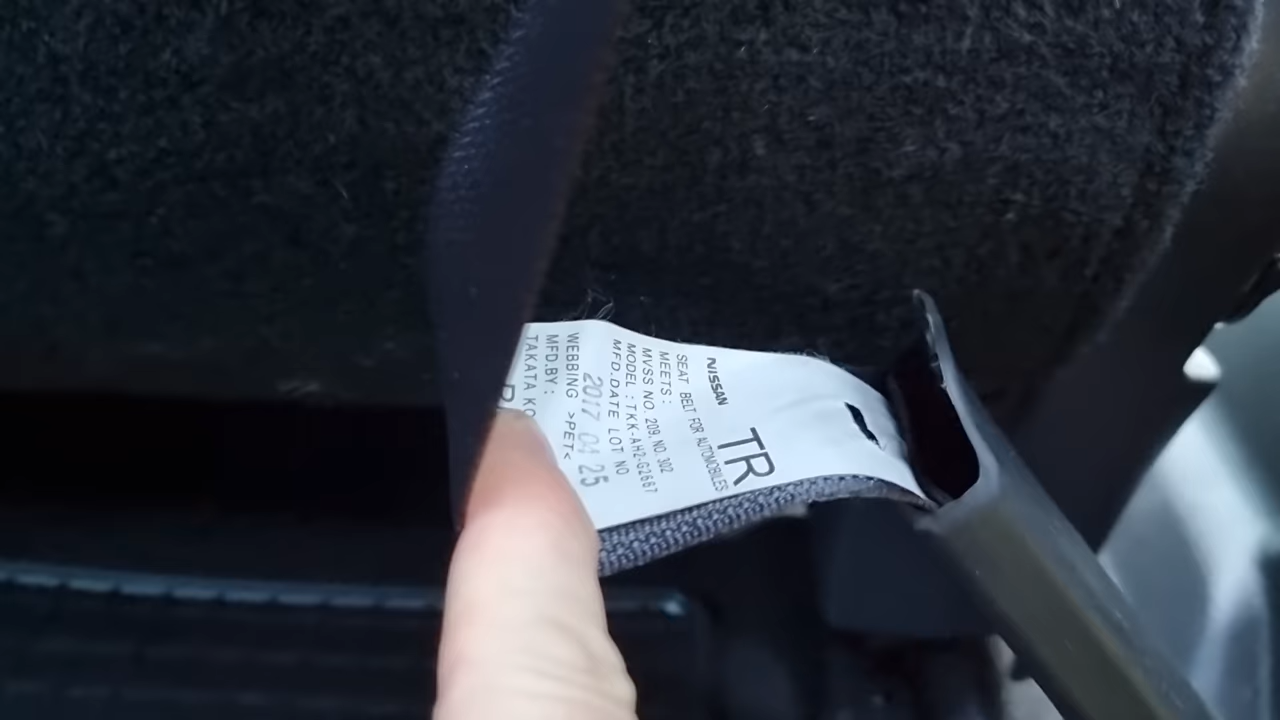 NISSAN
TR
SEAT BELT FOR AUTOMOBILES
MEETS:
MVSS NO. 209, NO. 302
MODEL : TKK-AH2-G2667
MFD.DATE LOT NO
2017 04 25
WEBBING >PET<
MFD.BY :
TAKATA